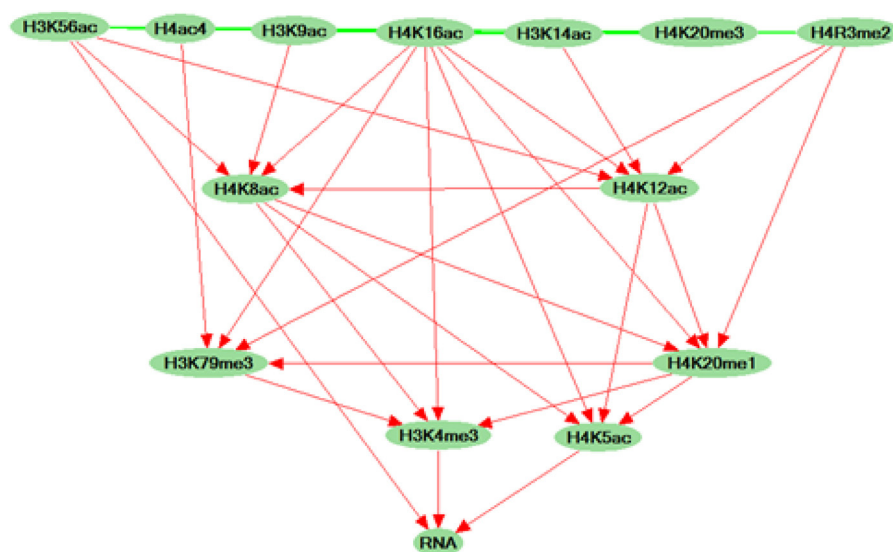 H3K56ac
H4ac4
H3K9ac
H4K16ac
H3K14ac
H4K20me3
H4R3me2
H4K8ac
H4K12ac
H3K79me3
H4K20me1
H3K4me3
H4K5ac
RNA